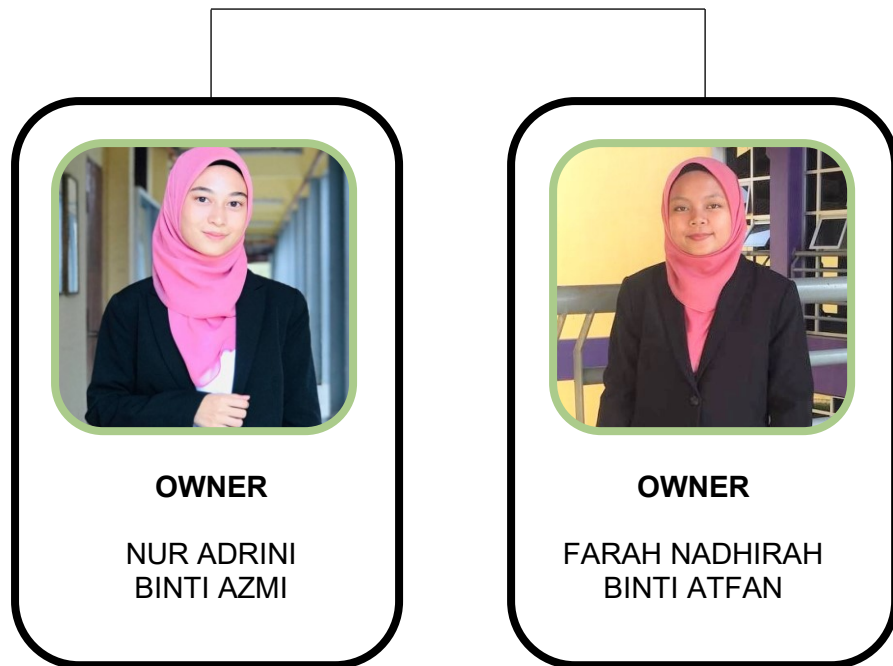 OWNER
NUR ADRINI
BINTI AZMI
OWNER
FARAH NADHIRAH
BINTI ATFAN